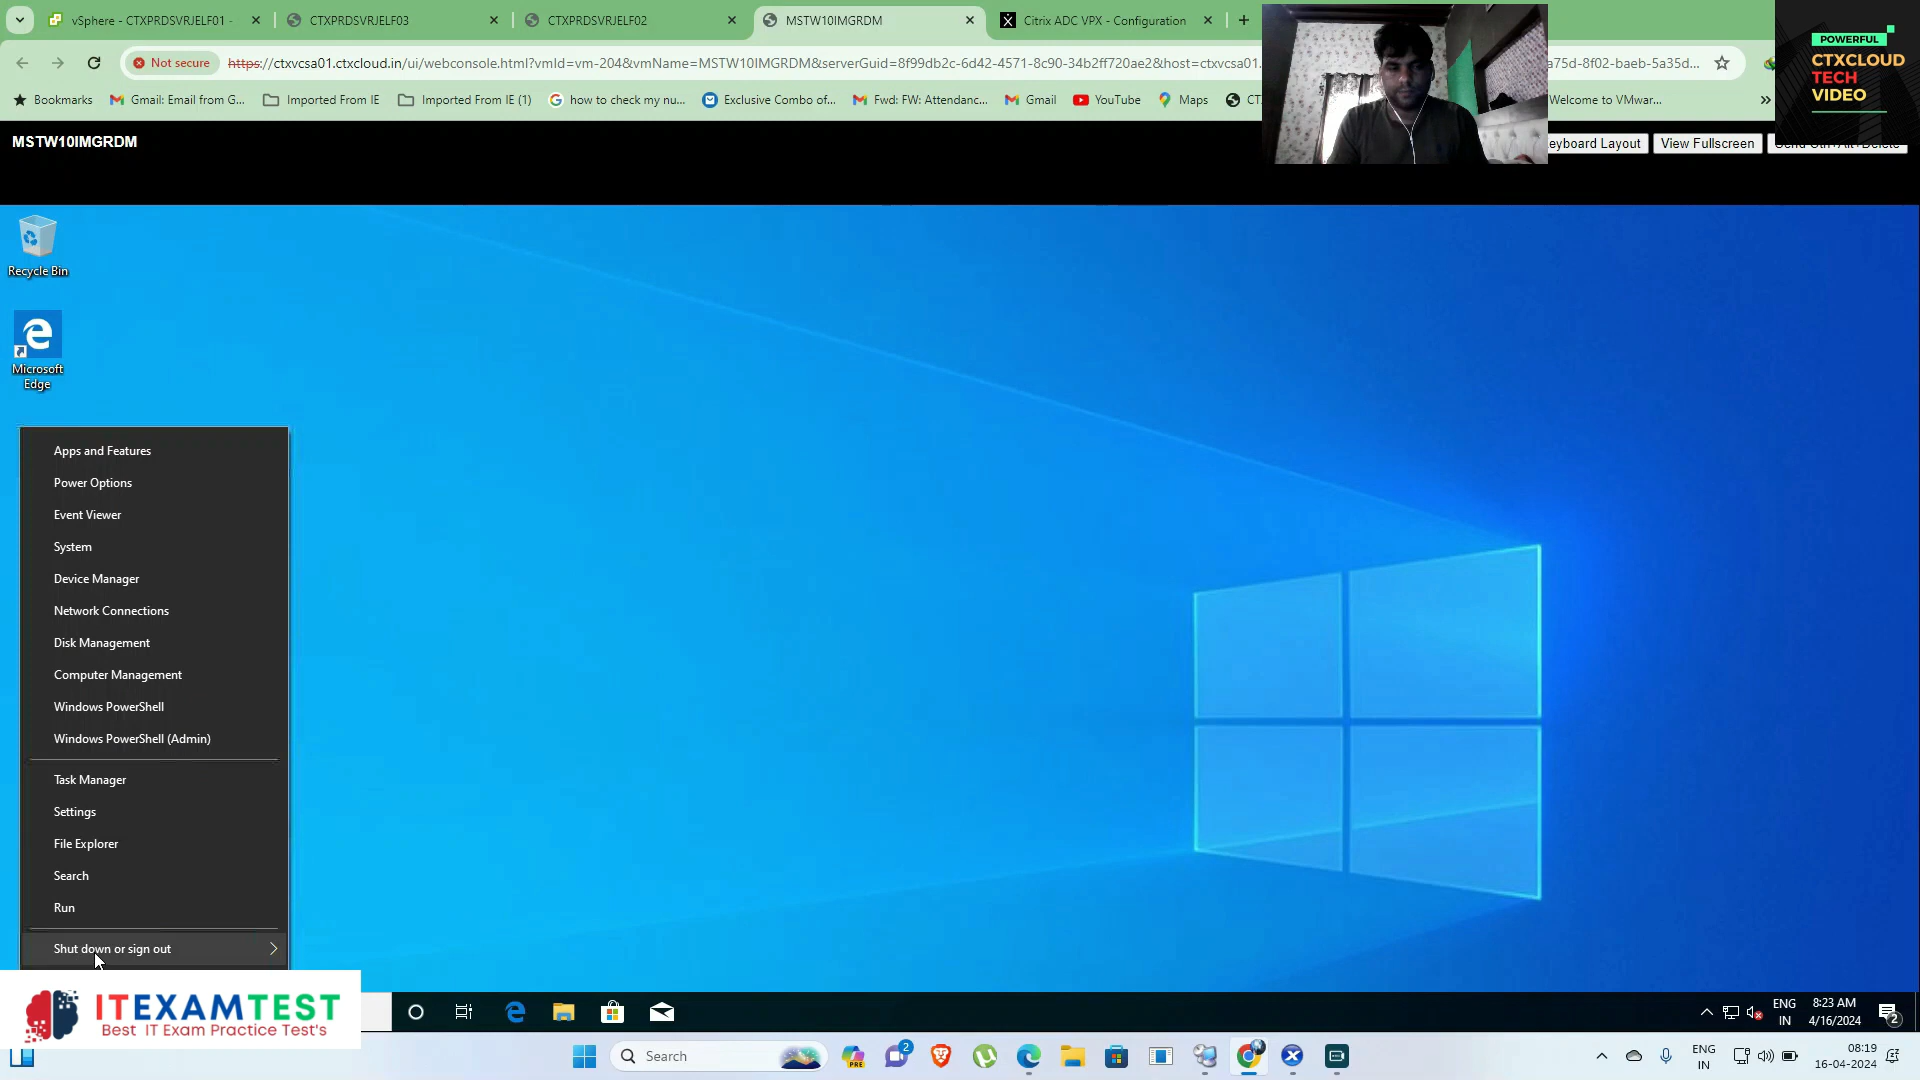 vSphere - CTXPRDSVRJELF01 -
CTXPRDSVRJELF03
CTXPRDSVRJELF02
MSTW10IMGRDM
Citrix ADC VPX - Configuration
Not secure
https://ctxvcsa01.ctxcloud.in/ui/webconsole.html?vmId=vm-204&vmName=MSTW10IMGRDM&serverGuid=8f99db2c-6d42-4571-8c90-34b2ff720ae2&host=ctxvcsa01.
a75d-8f02-baeb-5a35d...
Bookmarks
Gmail: Email from G...
Imported From IE
Imported From IE (1)
how to check my nu...
Exclusive Combo of...
Fwd: FW: Attendanc...
Gmail
YouTube
Maps
CT
Welcome to VMwar...
POWERFUL
CTXCLOUD
TECH
VIDEO
MSTW10IMGRDM
eyboard Layout
View Fullscreen
Recycle Bin
Microsoft
Edge
Apps and Features
Power Options
Event Viewer
System
Device Manager
Network Connections
Disk Management
Computer Management
Windows PowerShell
Windows PowerShell (Admin)
Task Manager
Settings
File Explorer
Search
Run
Shut down or sign out
ITEXAMTEST
Best IT Exam Practice Test's
ENG
IN
8:23 AM
4/16/2024
2
Search
PRE
2
ENG
IN
08:19
16-04-2024